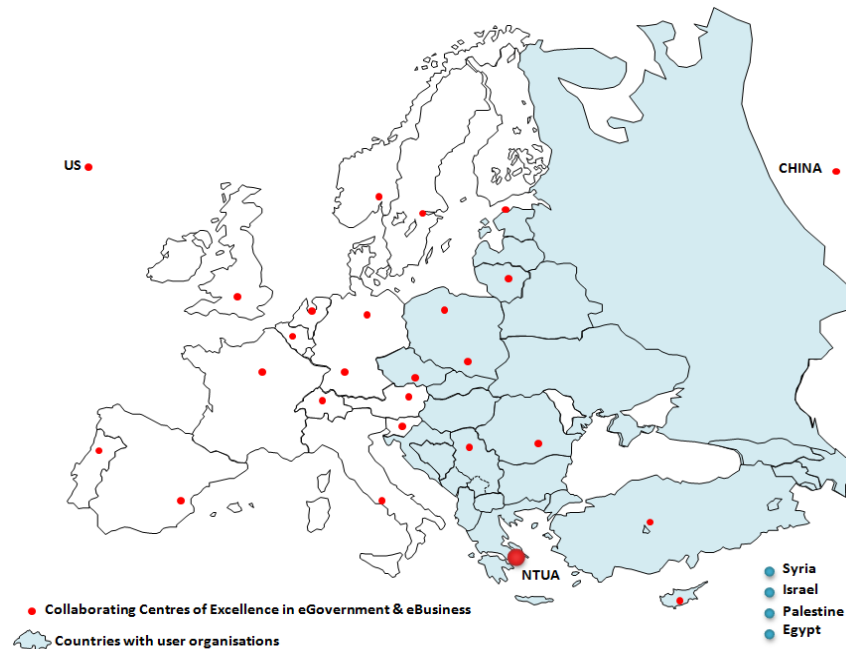 US
CHINA
NTUA
Syria
Israel
Palestine
Egypt
Collaborating Centres of Excellence in eGovernment & eBusiness
Countries with user organisations